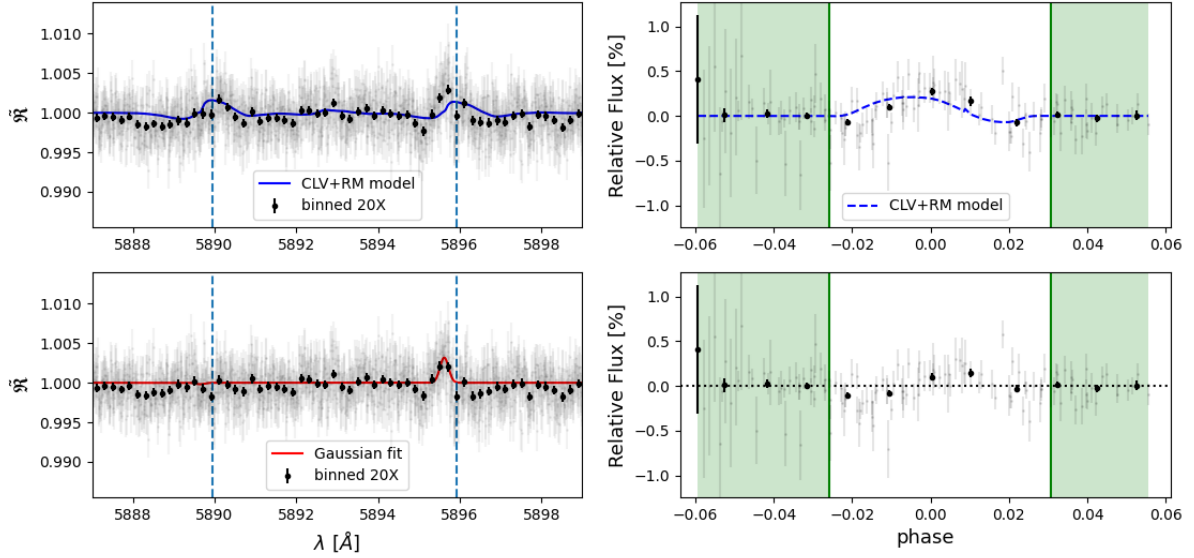 1.010
1.005
1.000
0.995
0.990
ℜ̃
CLV+RM model
binned 20X
5888 5890 5892 5894 5896 5898
1.0
0.5
0.0
−0.5
−1.0
Relative Flux [%]
CLV+RM model
−0.06 −0.04 −0.02 0.00 0.02 0.04 0.06
1.010
1.005
1.000
0.995
0.990
ℜ̃
Gaussian fit
binned 20X
5888 5890 5892 5894 5896 5898
λ [Å]
1.0
0.5
0.0
−0.5
−1.0
Relative Flux [%]
−0.06 −0.04 −0.02 0.00 0.02 0.04 0.06
phase